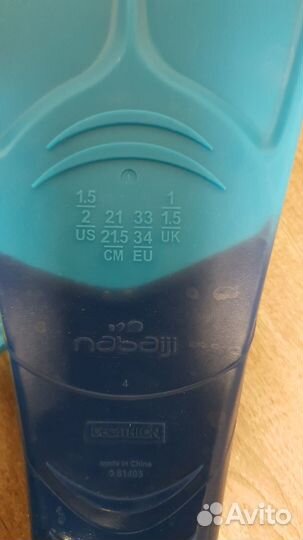 1.5
2
US
21
21.5
CM
33
34
EU
1
1.5
UK
nabaiji
4
DECATHLON
made in China
Avito